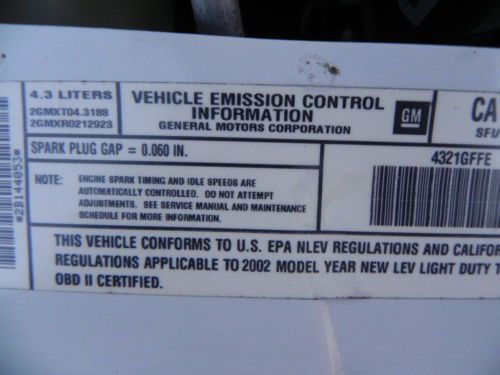 4.3 LITERS
2GMXT04.3188
2GMXR0212923
VEHICLE EMISSION CONTROL
INFORMATION
GENERAL MOTORS CORPORATION
GM
CA
SFI/
SPARK PLUG GAP = 0.060 IN.
4321GFFE
NOTE: ENGINE SPARK TIMING AND IDLE SPEEDS ARE
AUTOMATICALLY CONTROLLED. DO NOT ATTEMPT
ADJUSTMENTS. SEE SERVICE MANUAL AND MAINTENANCE
SCHEDULE FOR MORE INFORMATION.
*2B144053*
THIS VEHICLE CONFORMS TO U.S. EPA NLEV REGULATIONS AND CALIFOR
REGULATIONS APPLICABLE TO 2002 MODEL YEAR NEW LEV LIGHT DUTY T
OBD II CERTIFIED.